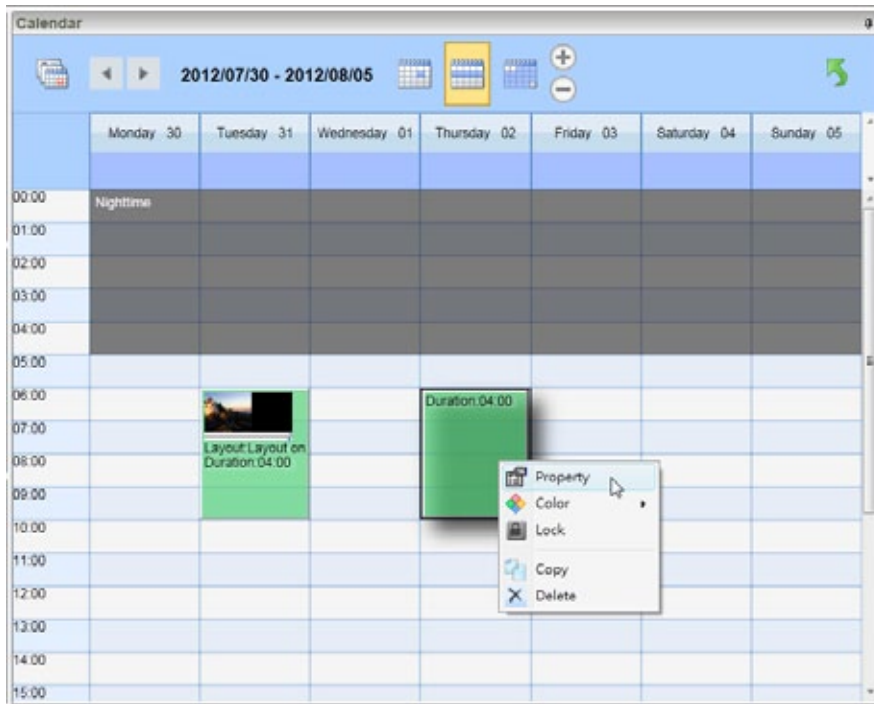 Calendar
2012/07/30 - 2012/08/05
Monday 30 Tuesday 31 Wednesday 01 Thursday 02 Friday 03 Saturday 04 Sunday 05
00:00 Nighttime
01:00
02:00
03:00
04:00
05:00
06:00 Duration:04:00
07:00
Layout:Layout on
08:00 Duration:04:00
Property
09:00
Color
10:00
Lock
11:00
Copy
12:00
Delete
13:00
14:00
15:00